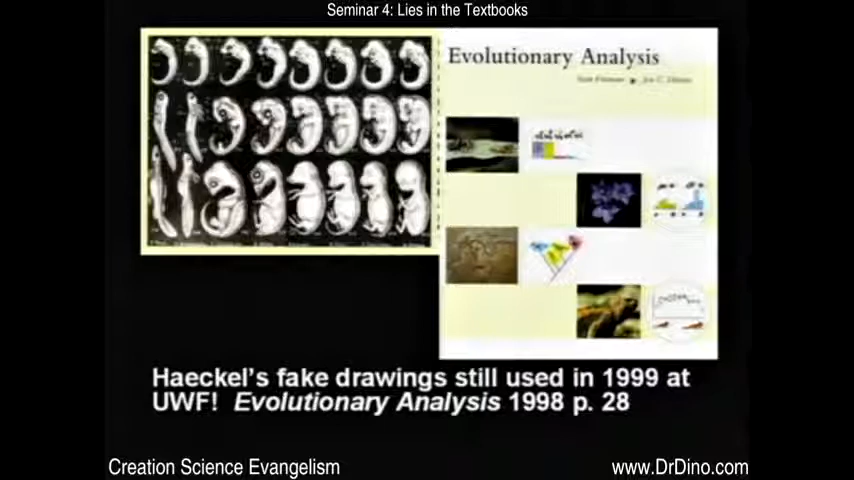 Seminar 4: Lies in the Textbooks
Evolutionary Analysis
Haeckel's fake drawings still used in 1999 at
UWF! Evolutionary Analysis 1998 p. 28
Creation Science Evangelism
www.DrDino.com